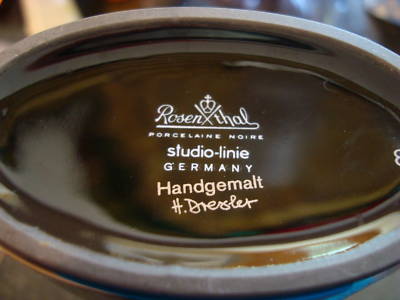 Rosenthal
PORCELAINE NOIRE
studio-linie
GERMANY
Handgemalt
H. Dressler